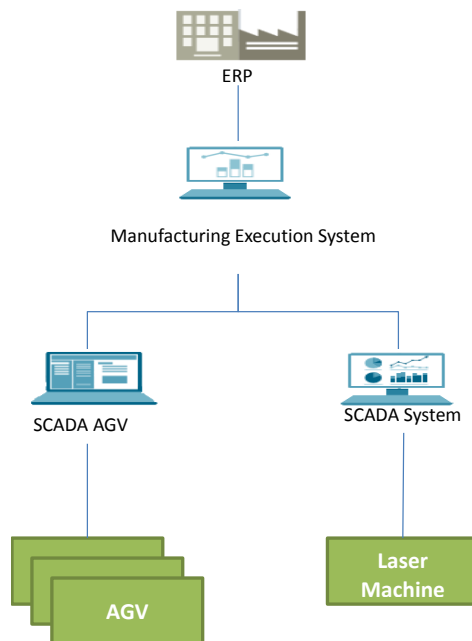 ERP
Manufacturing Execution System
SCADA AGV
SCADA System
AGV
Laser
Machine